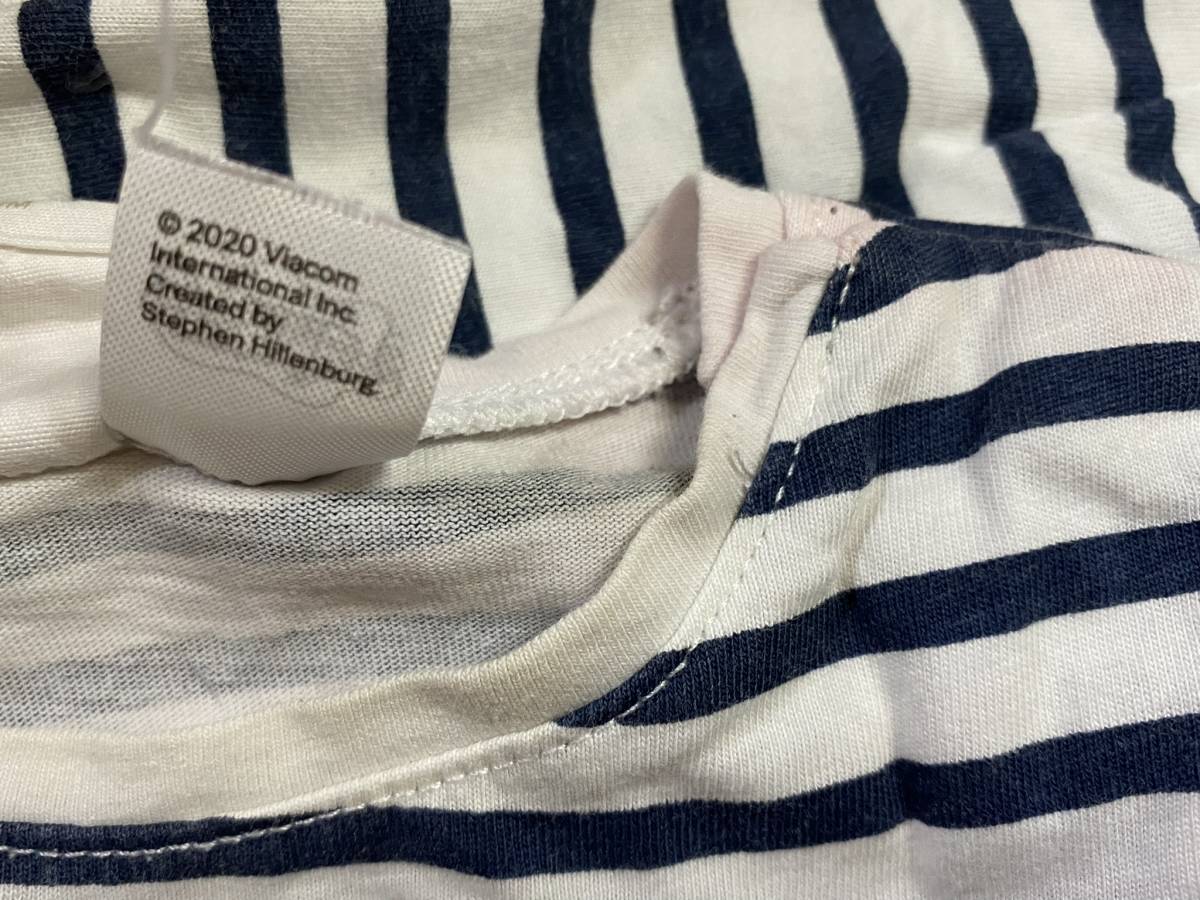 © 2020 Viacom
International Inc.
Created by
Stephen Hillenburg.